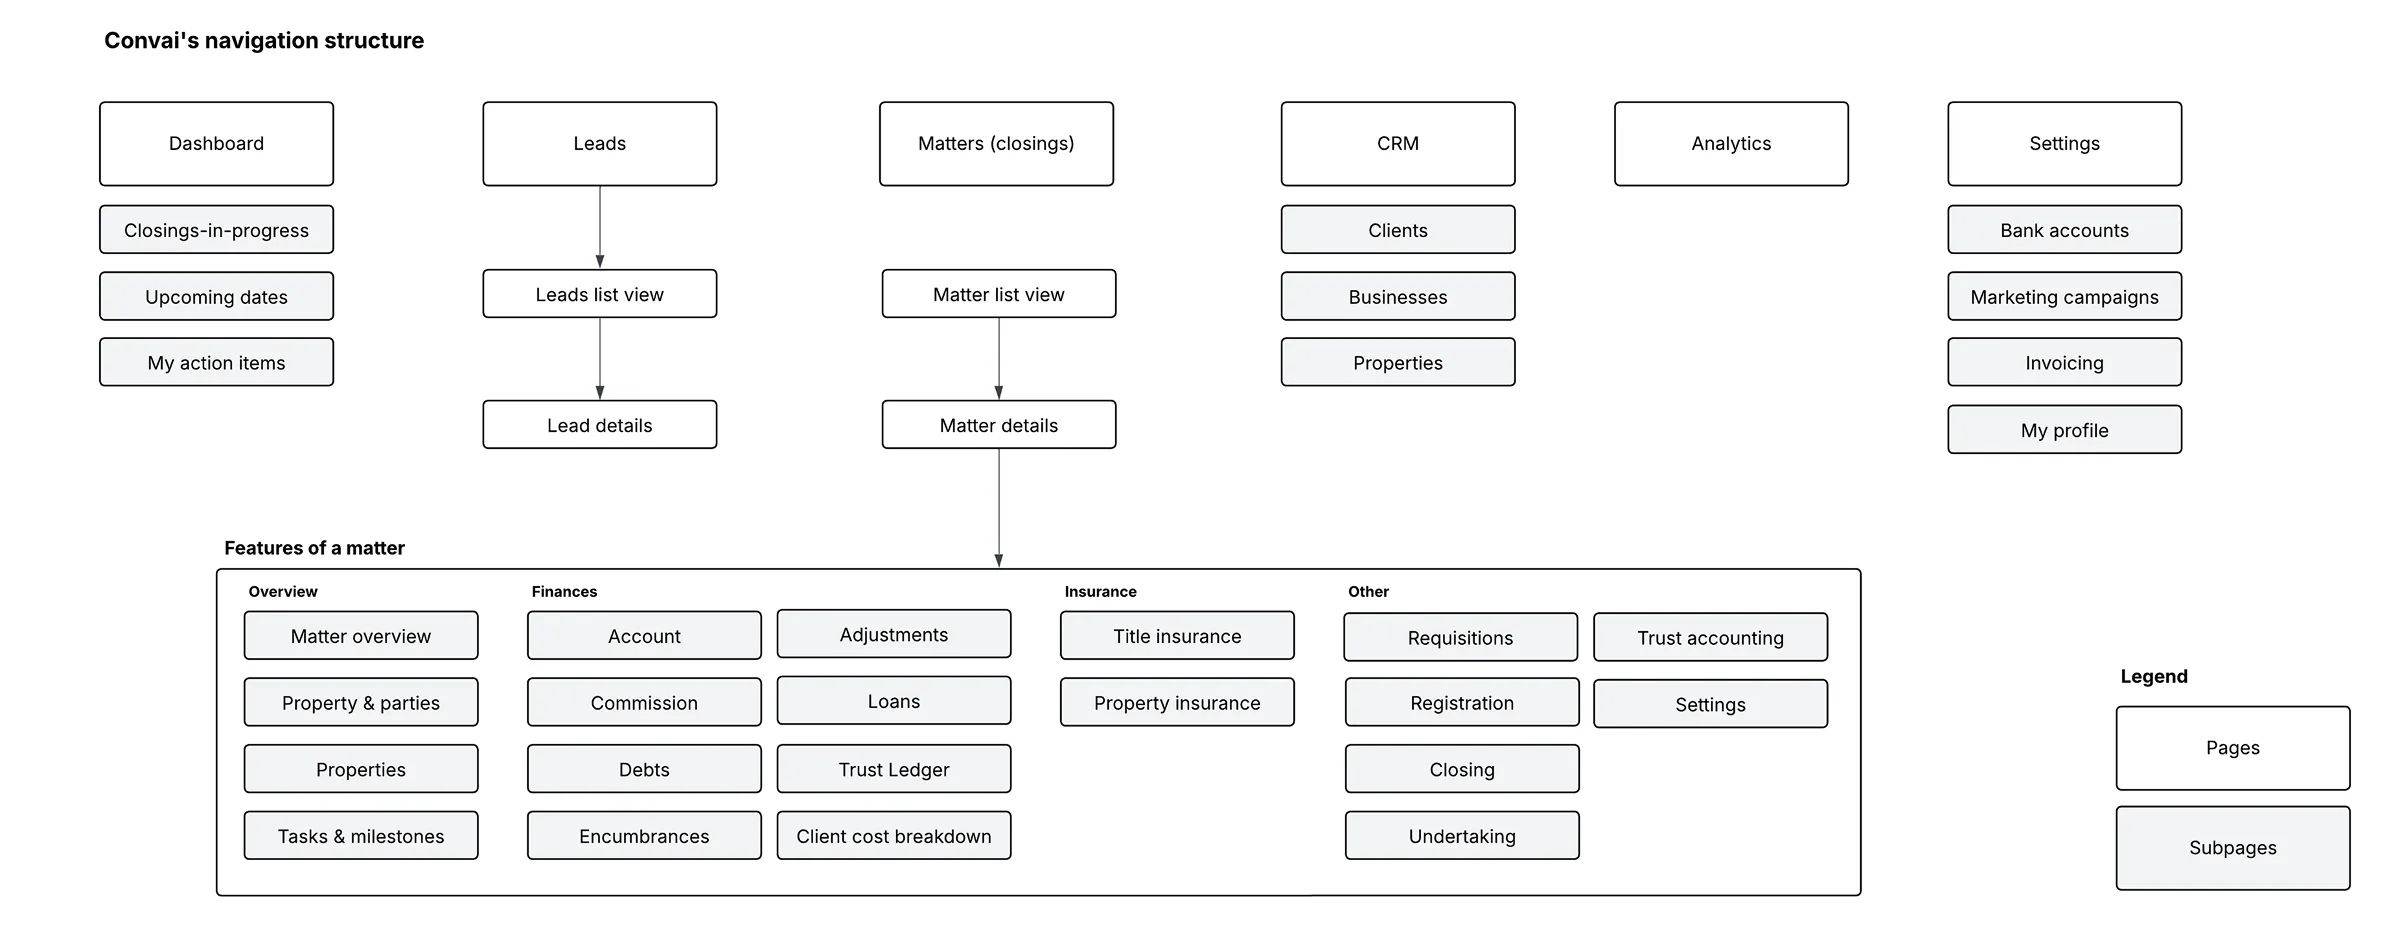 Convai's navigation structure
Dashboard
Closings-in-progress
Upcoming dates
My action items
Leads
Leads list view
Lead details
Matters (closings)
Matter list view
Matter details
CRM
Clients
Businesses
Properties
Analytics
Settings
Bank accounts
Marketing campaigns
Invoicing
My profile
Features of a matter
Overview
Matter overview
Property & parties
Properties
Tasks & milestones
Finances
Account
Commission
Debts
Encumbrances
Adjustments
Loans
Trust Ledger
Client cost breakdown
Insurance
Title insurance
Property insurance
Other
Requisitions
Registration
Closing
Undertaking
Trust accounting
Settings
Legend
Pages
Subpages